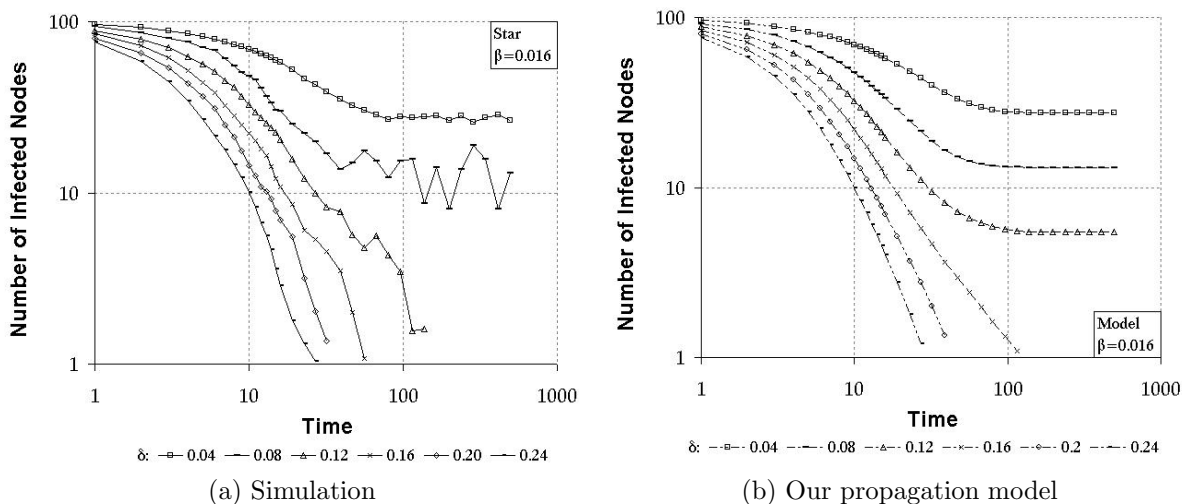 100
Star
β=0.016
10
1
Number of Infected Nodes
1
10
100
1000
Time
δ: 0.04 0.08 0.12 0.16 0.20 0.24
(a) Simulation
100
10
1
Number of Infected Nodes
Model
β=0.016
1
10
100
1000
Time
δ: 0.04 0.08 0.12 0.16 0.2 0.24
(b) Our propagation model